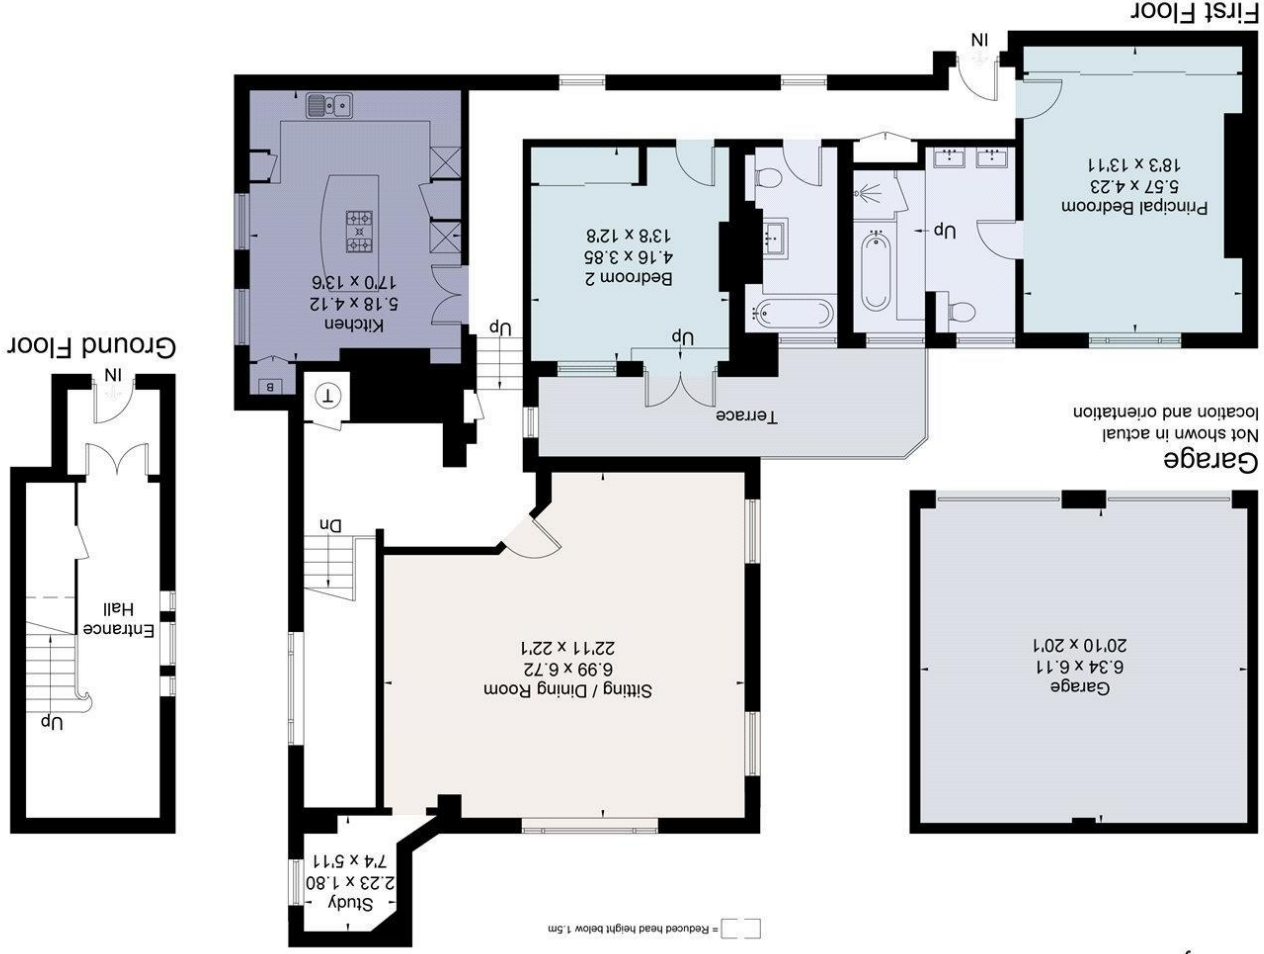 = Reduced head height below 1.5m
Study
2.23 x 1.80
7'4 x 5'11
Garage
6.34 x 6.11
20'10 x 20'1
Sitting / Dining Room
6.99 x 6.72
22'11 x 22'1
Up
Entrance
Hall
Dn
Garage
Not shown in actual
location and orientation
Terrace
T
B
IN
Ground Floor
Up
Up
Kitchen
5.18 x 4.12
17'0 x 13'6
Bedroom 2
4.16 x 3.85
13'8 x 12'8
Up
Principal Bedroom
5.57 x 4.23
18'3 x 13'11
IN
First Floor